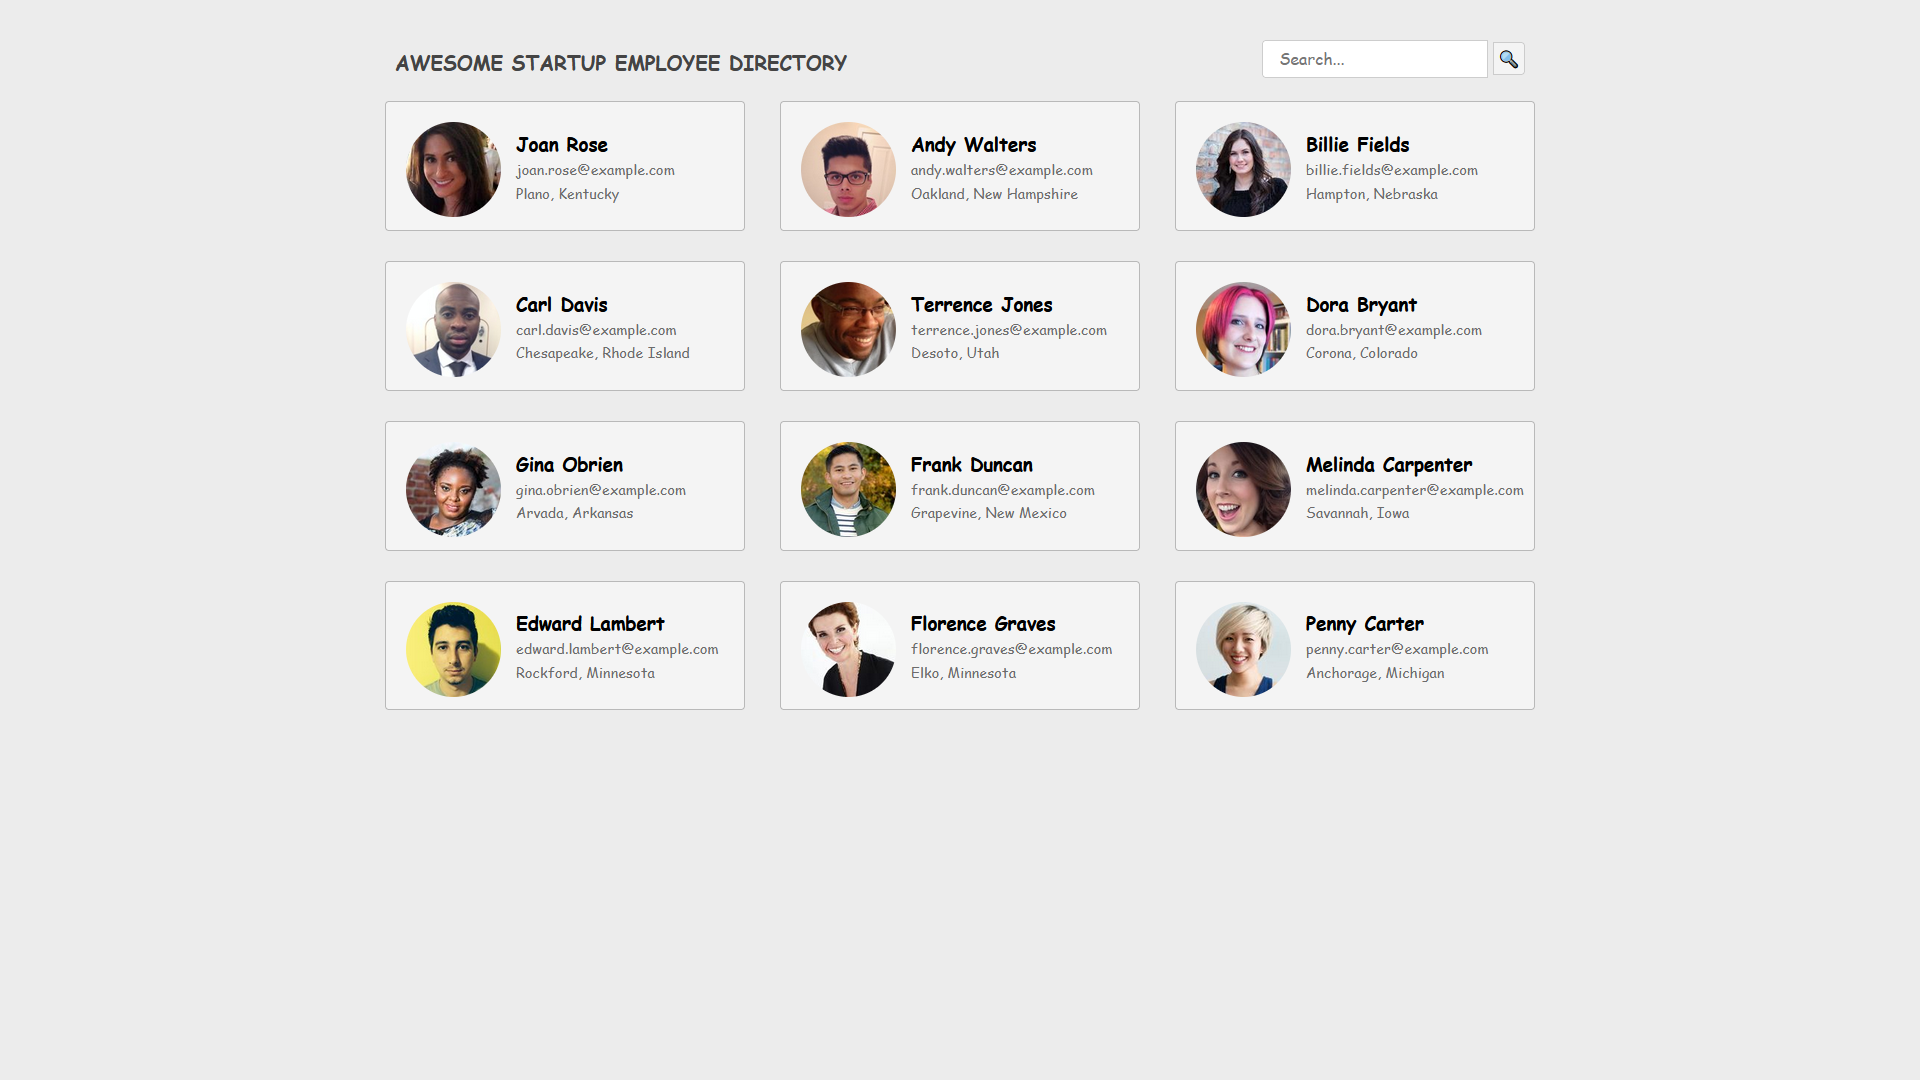 AWESOME STARTUP EMPLOYEE DIRECTORY
Search...
Joan Rose
joan.rose@example.com
Plano, Kentucky
Andy Walters
andy.walters@example.com
Oakland, New Hampshire
Billie Fields
billie.fields@example.com
Hampton, Nebraska
Carl Davis
carl.davis@example.com
Chesapeake, Rhode Island
Terrence Jones
terrence.jones@example.com
Desoto, Utah
Dora Bryant
dora.bryant@example.com
Corona, Colorado
Gina Obrien
gina.obrien@example.com
Arvada, Arkansas
Frank Duncan
frank.duncan@example.com
Grapevine, New Mexico
Melinda Carpenter
melinda.carpenter@example.com
Savannah, Iowa
Edward Lambert
edward.lambert@example.com
Rockford, Minnesota
Florence Graves
florence.graves@example.com
Elko, Minnesota
Penny Carter
penny.carter@example.com
Anchorage, Michigan